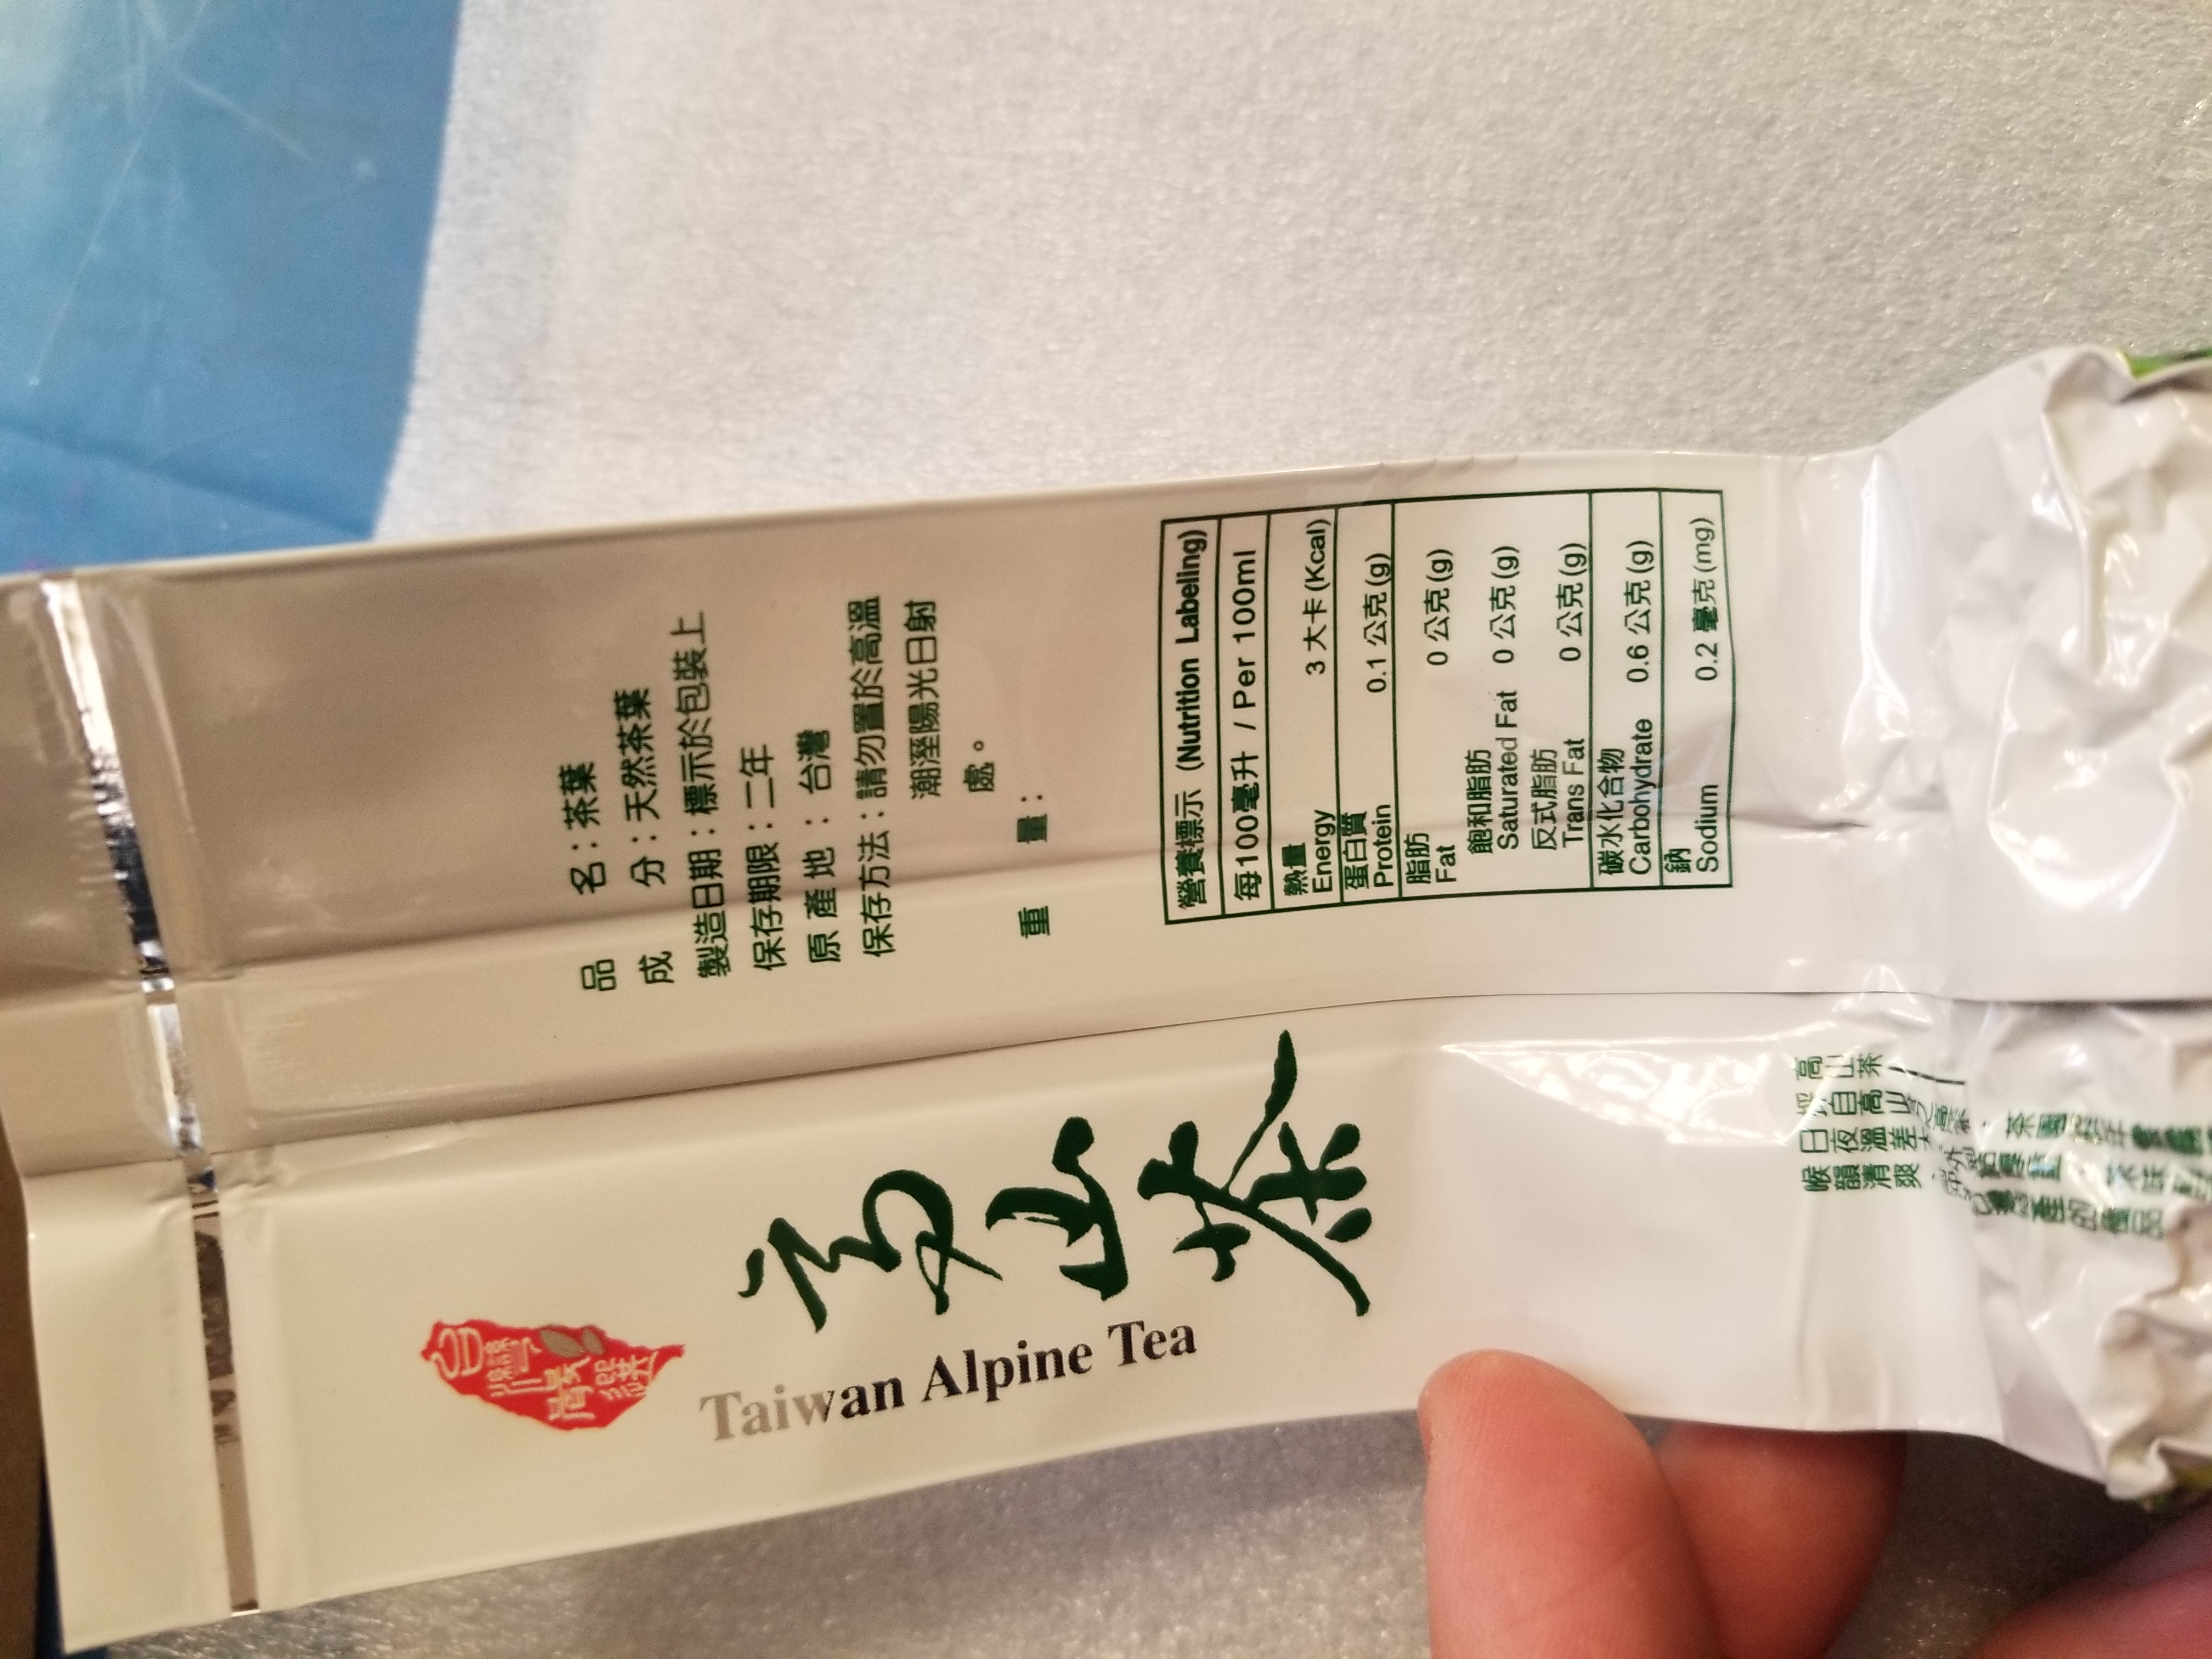 品　　名：茶葉
成　　分：天然茶葉
製造日期：標示於包裝上
保存期限：二年
原 產 地：台灣
保存方法：請勿置於高溫
潮溼陽光日射
處。
重　　量：
營養標示 (Nutrition Labeling)
每100毫升 / Per 100ml
熱量 3 大卡(Kcal)
Energy
蛋白質 0.1 公克(g)
Protein
脂肪 0 公克(g)
Fat
飽和脂肪 0 公克(g)
Saturated Fat
反式脂肪 0 公克(g)
Trans Fat
碳水化合物 0.6 公克(g)
Carbohydrate
鈉 0.2 毫克(mg)
Sodium
高山茶
Taiwan Alpine Tea
高山茶
採自高山之
日夜溫差
喉韻清爽